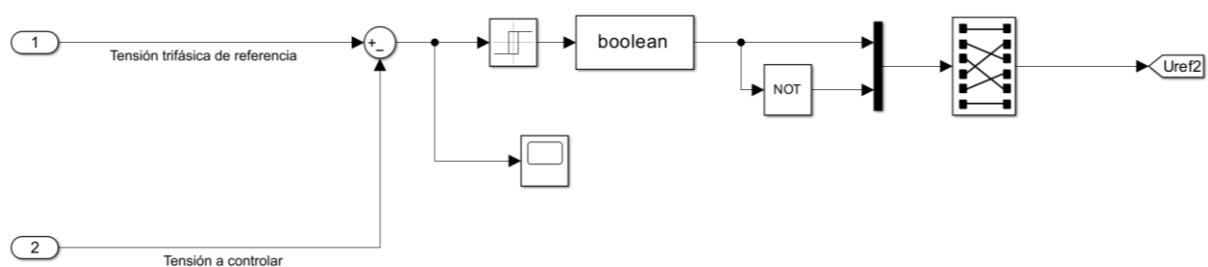 1
Tensión trifásica de referencia
+
−
boolean
NOT
Uref2
2
Tensión a controlar